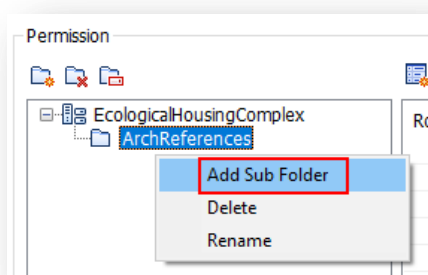 Permission
EcologicalHousingComplex
ArchReferences
Add Sub Folder
Delete
Rename